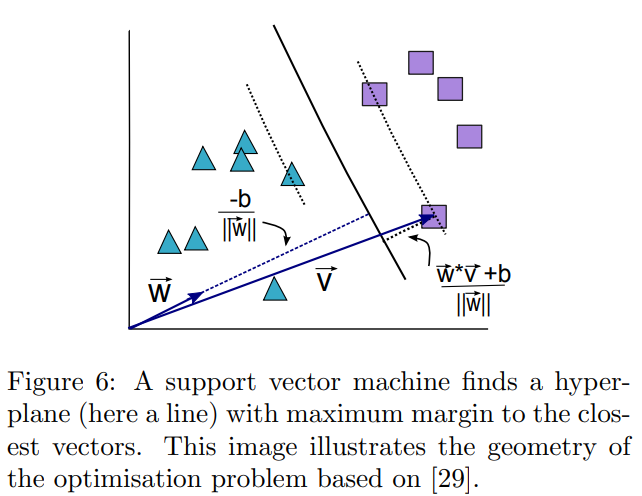 -b
||w||
w
v
w*v +b
||w||
Figure 6: A support vector machine finds a hyper-
plane (here a line) with maximum margin to the clos-
est vectors. This image illustrates the geometry of
the optimisation problem based on [29].